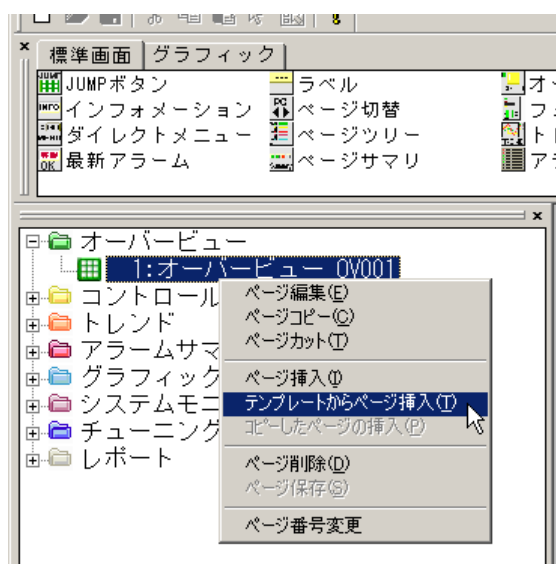 標準画面 グラフィック
JUMPボタン ラベル
インフォメーション ページ切替
ダイレクトメニュー ページツリー
最新アラーム ページサマリ
オーバービュー
1:オーバービュー OV001
コントロール
トレンド
アラームサマ
グラフィック
システムモニ
チューニング
レポート
ページ編集(E)
ページコピー(C)
ページカット(T)
ページ挿入(I)
テンプレートからページ挿入(T)
コピーしたページの挿入(P)
ページ削除(D)
ページ保存(S)
ページ番号変更